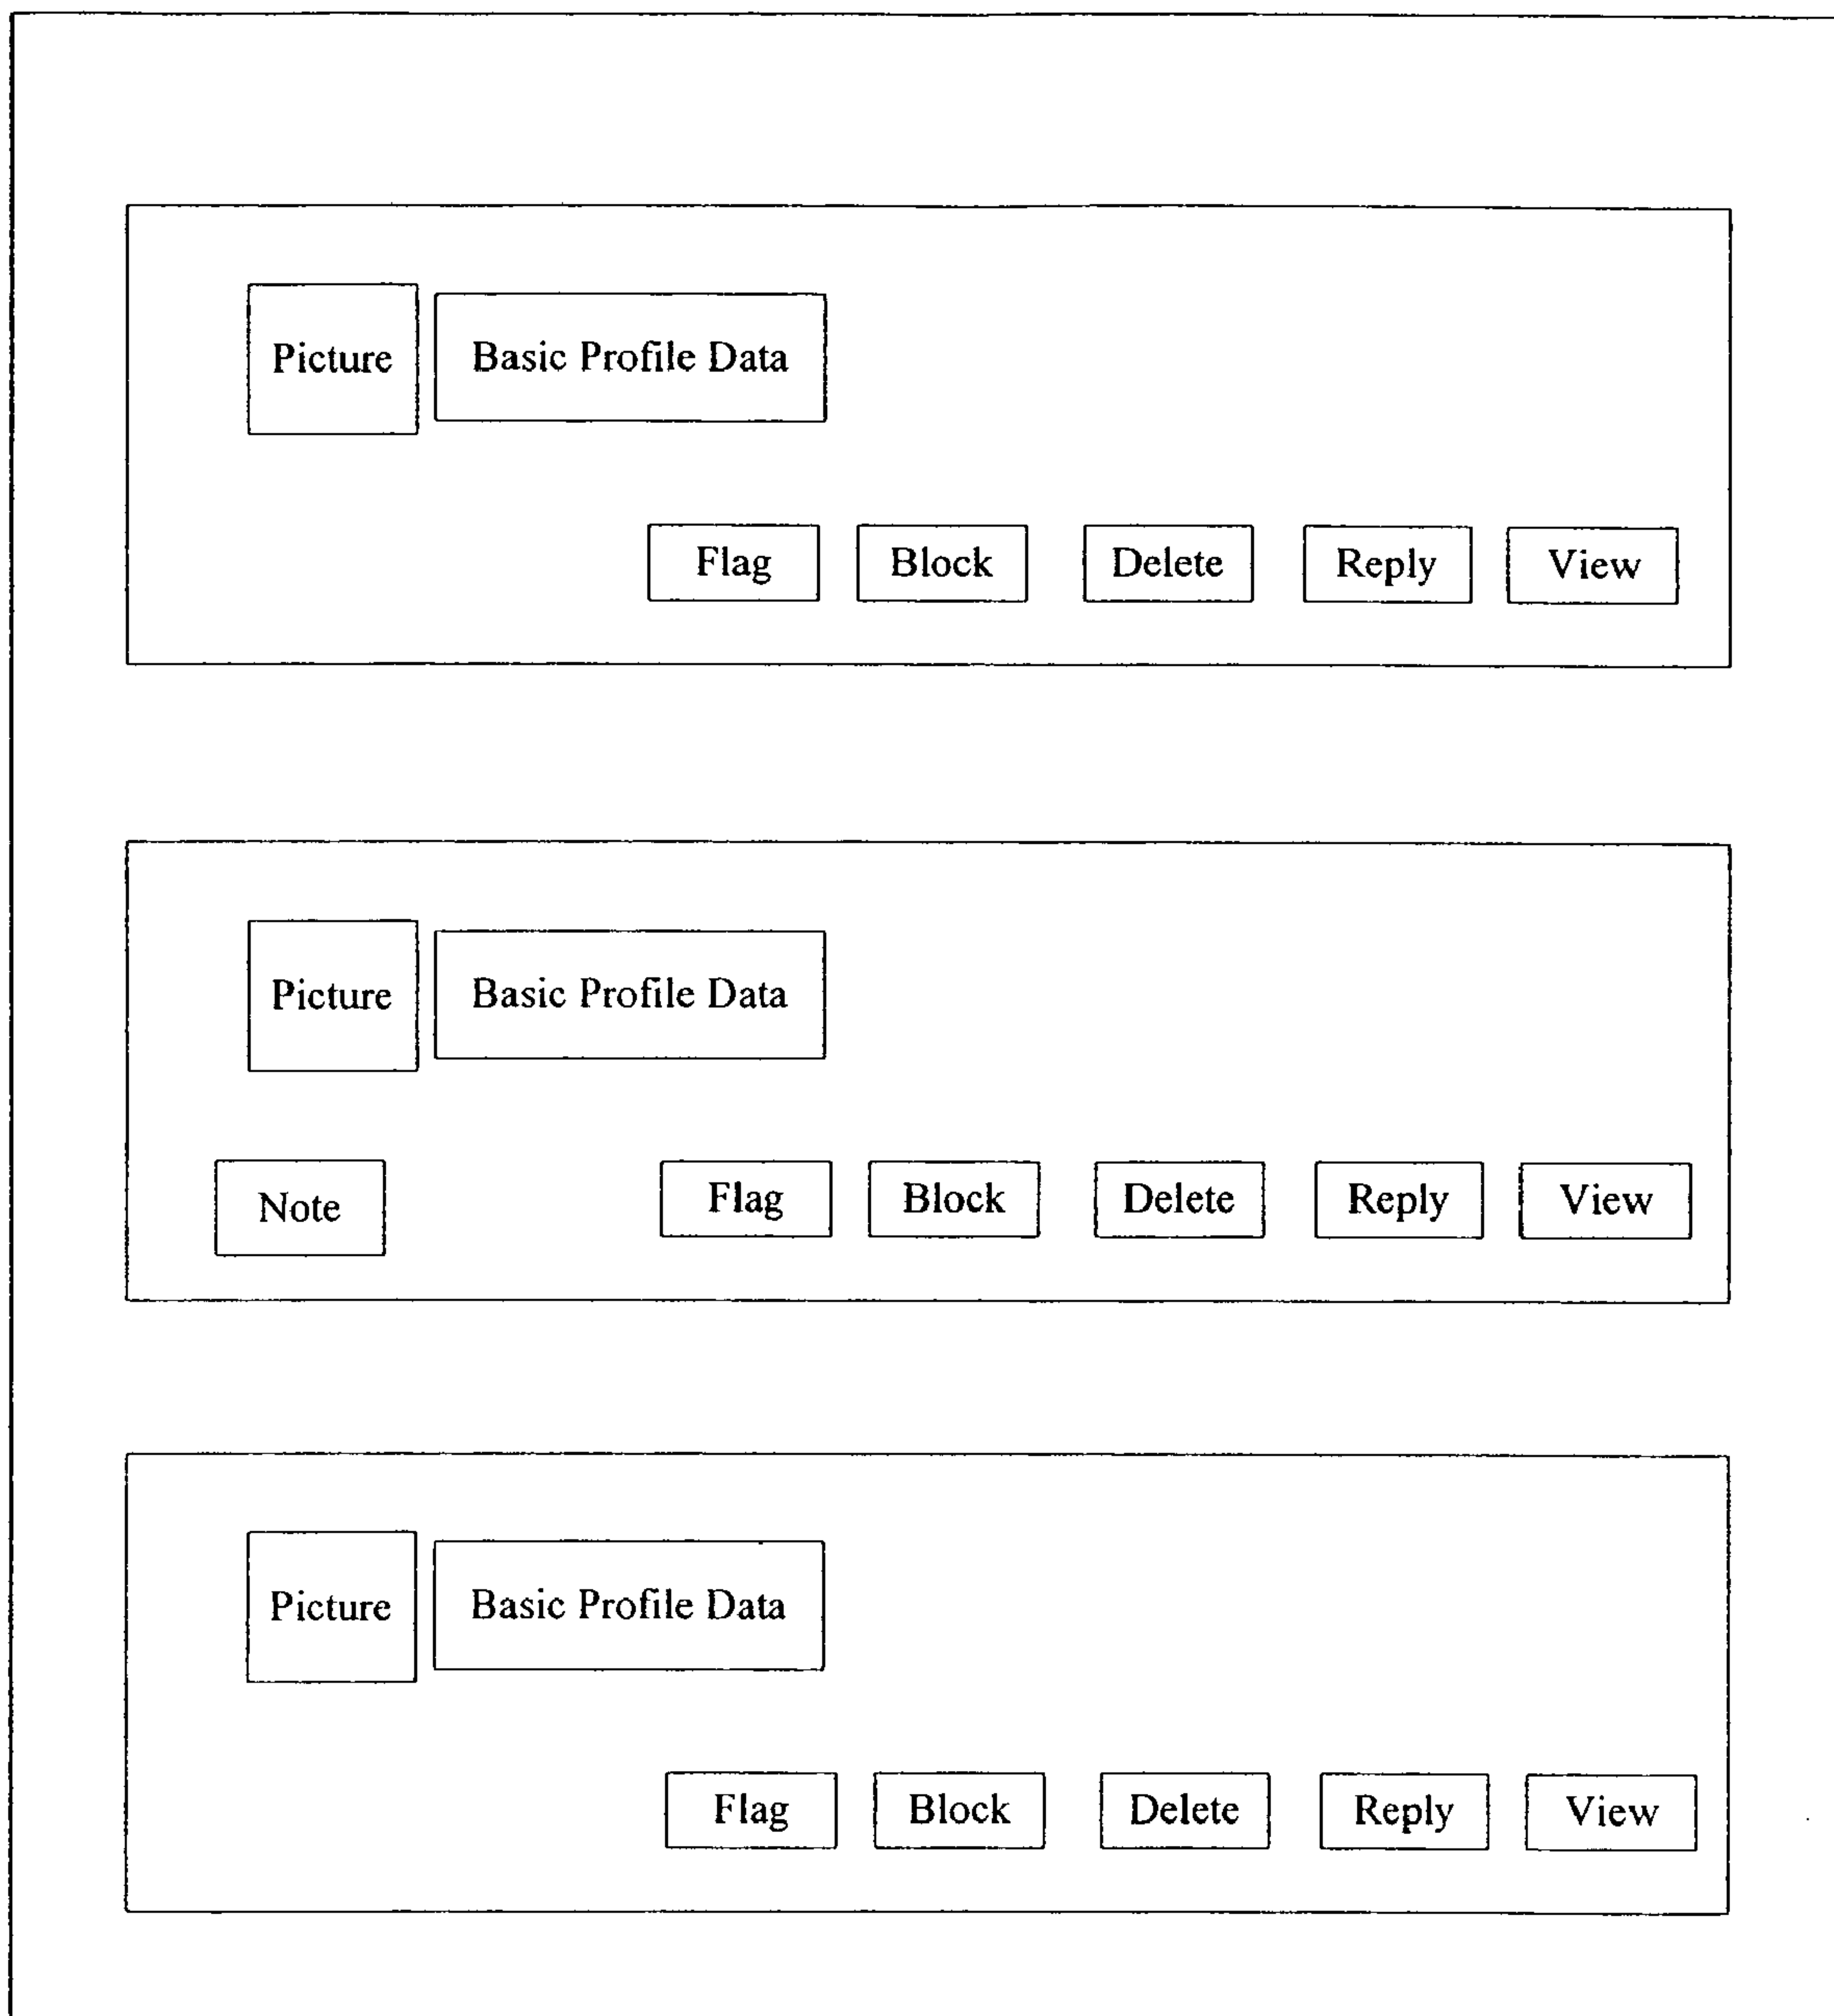 Picture Basic Profile Data
Flag Block Delete Reply View
Picture Basic Profile Data
Note Flag Block Delete Reply View
Picture Basic Profile Data
Flag Block Delete Reply View